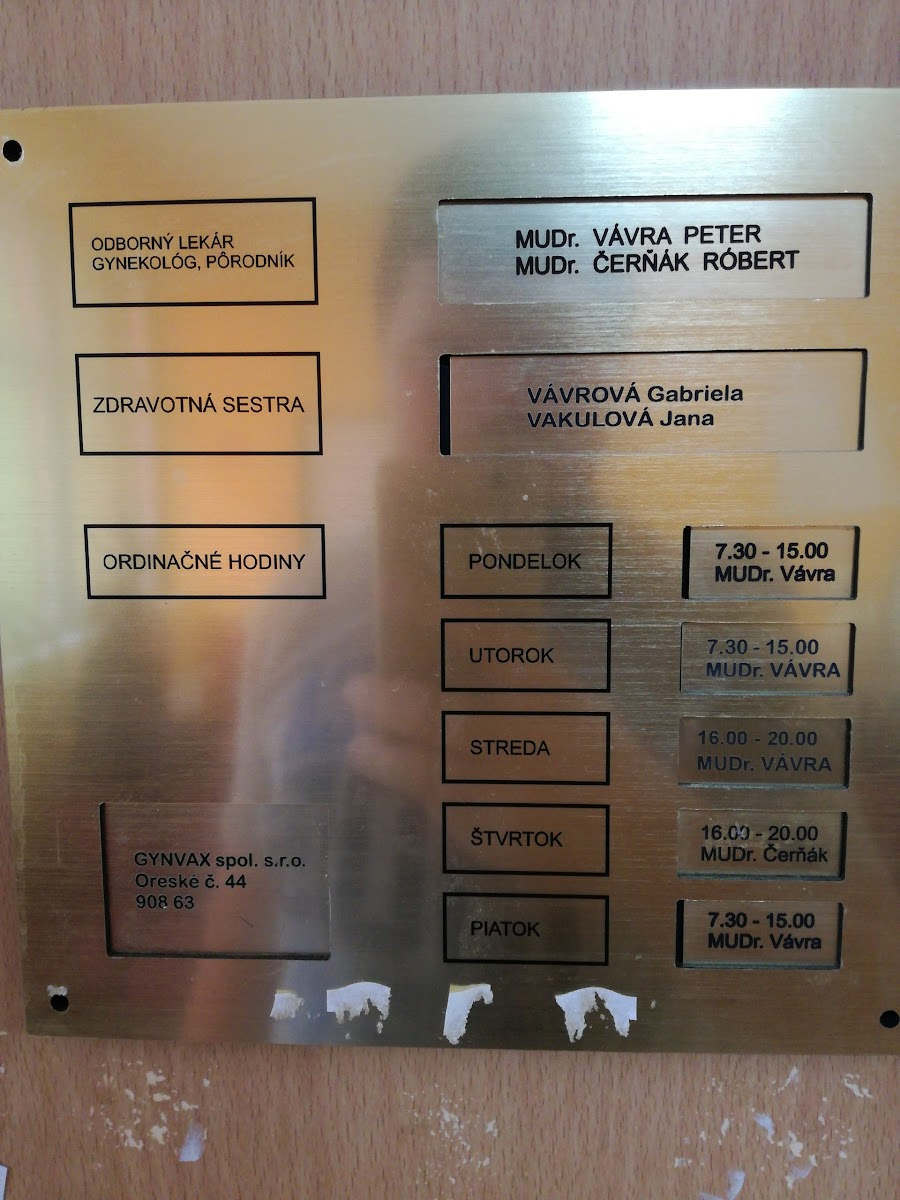 ODBORNÝ LEKÁR
GYNEKOLÓG, PÔRODNÍK
MUDr. VÁVRA PETER
MUDr. ČERŇÁK RÓBERT
ZDRAVOTNÁ SESTRA
VÁVROVÁ Gabriela
VAKULOVÁ Jana
ORDINAČNÉ HODINY
PONDELOK
7.30 - 15.00
MUDr. Vávra
UTOROK
7.30 - 15.00
MUDr. VÁVRA
STREDA
16.00 - 20.00
MUDr. VÁVRA
ŠTVRTOK
16.00 - 20.00
MUDr. Čerňák
PIATOK
7.30 - 15.00
MUDr. Vávra
GYNVAX spol. s.r.o.
Oreské č. 44
908 63